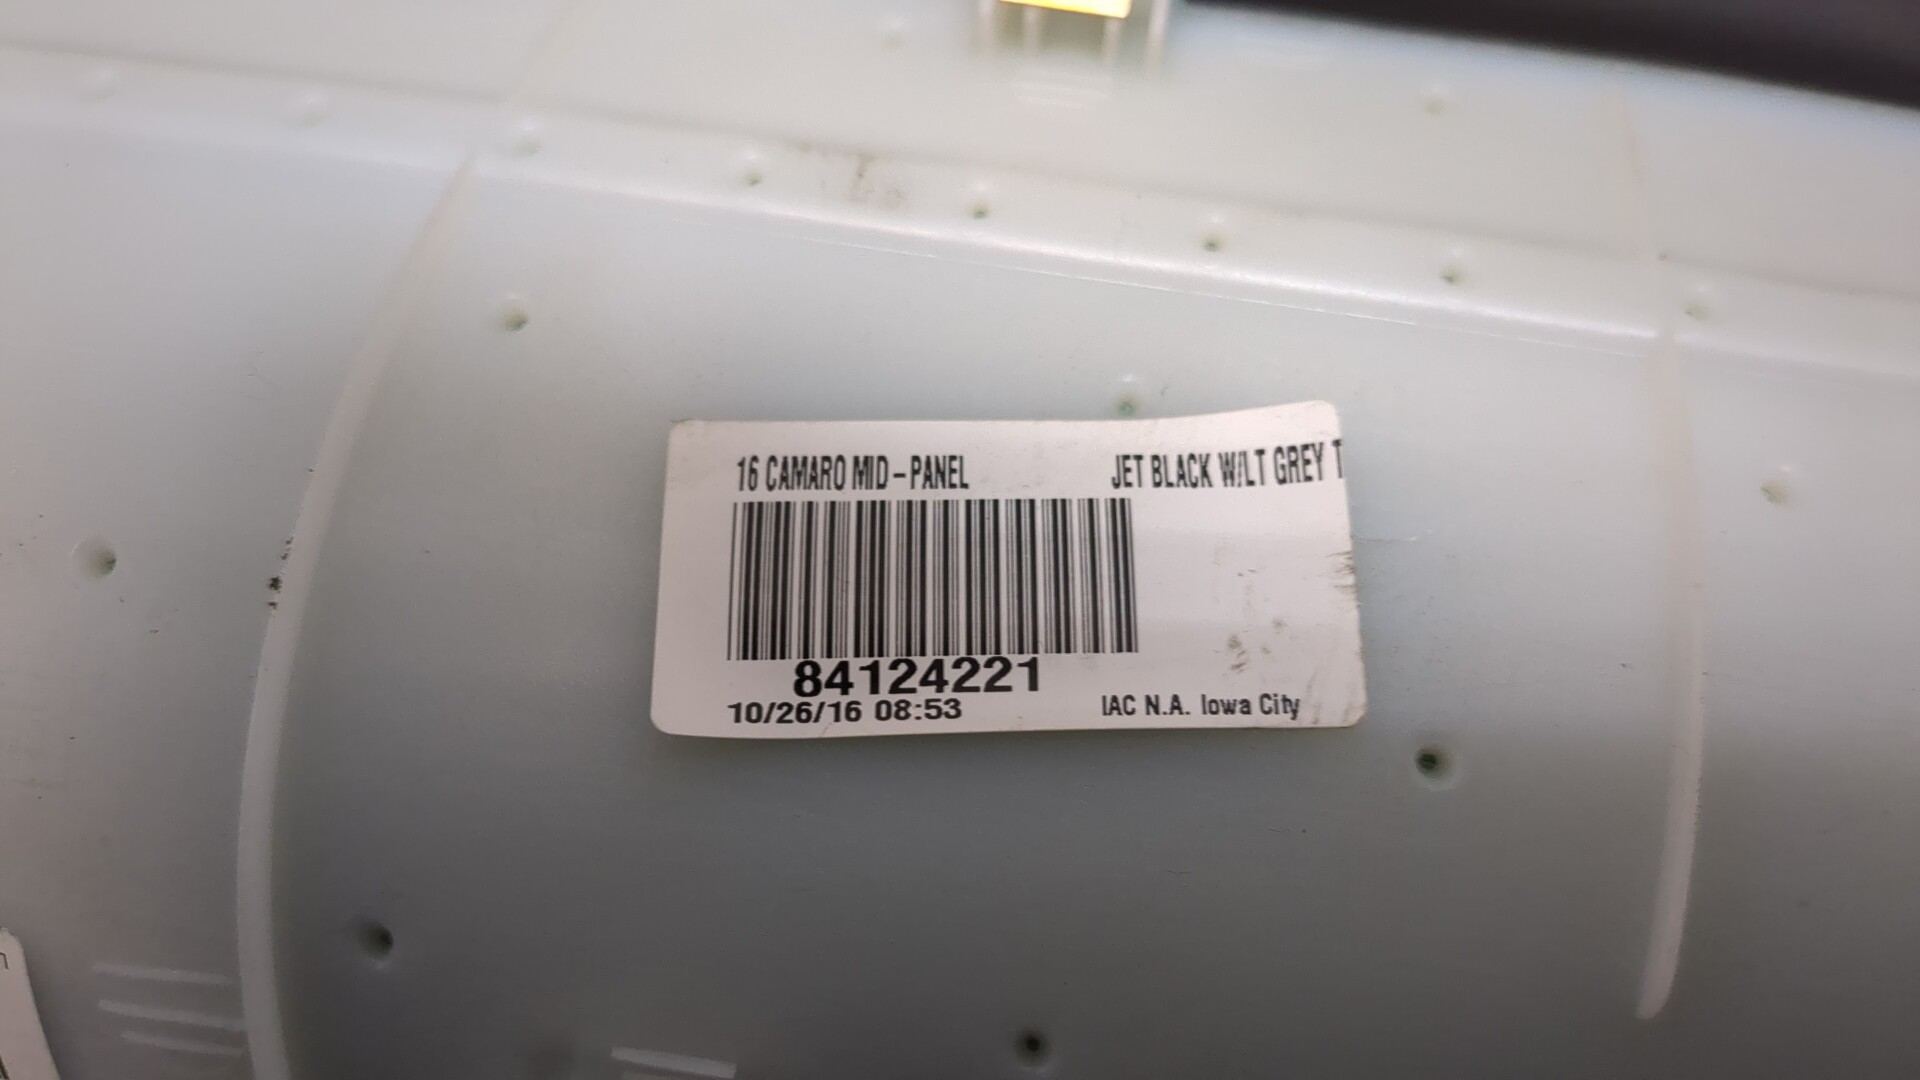 16 CAMARO MID-PANEL JET BLACK W/LT GREY T
84124221
10/26/16 08:53 IAC N.A. Iowa City